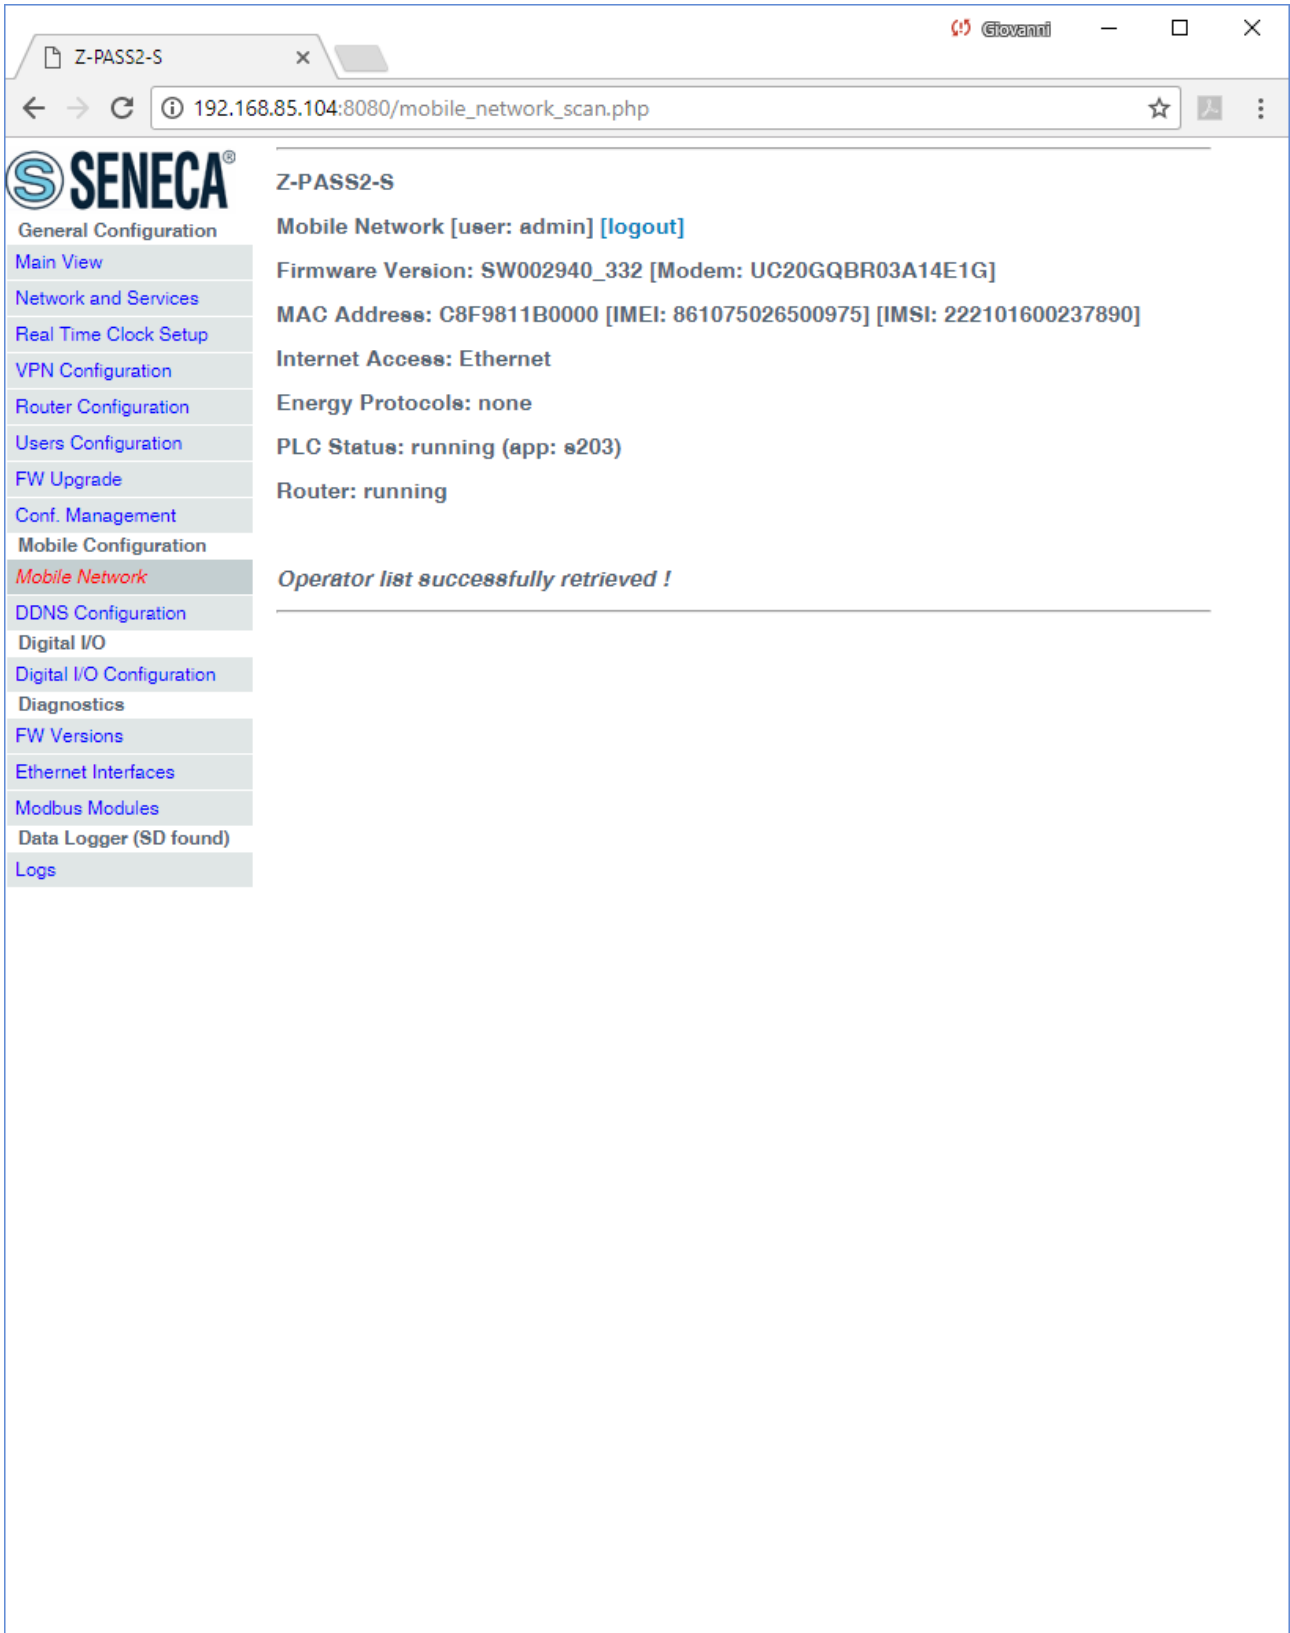 Giovanni
Z-PASS2-S
192.168.85.104:8080/mobile_network_scan.php
SENECA®
General Configuration
Main View
Network and Services
Real Time Clock Setup
VPN Configuration
Router Configuration
Users Configuration
FW Upgrade
Conf. Management
Mobile Configuration
Mobile Network
DDNS Configuration
Digital I/O
Digital I/O Configuration
Diagnostics
FW Versions
Ethernet Interfaces
Modbus Modules
Data Logger (SD found)
Logs
Z-PASS2-S
Mobile Network [user: admin] [logout]
Firmware Version: SW002940_332 [Modem: UC20GQBR03A14E1G]
MAC Address: C8F9811B0000 [IMEI: 861075026500975] [IMSI: 222101600237890]
Internet Access: Ethernet
Energy Protocols: none
PLC Status: running (app: s203)
Router: running
Operator list successfully retrieved !